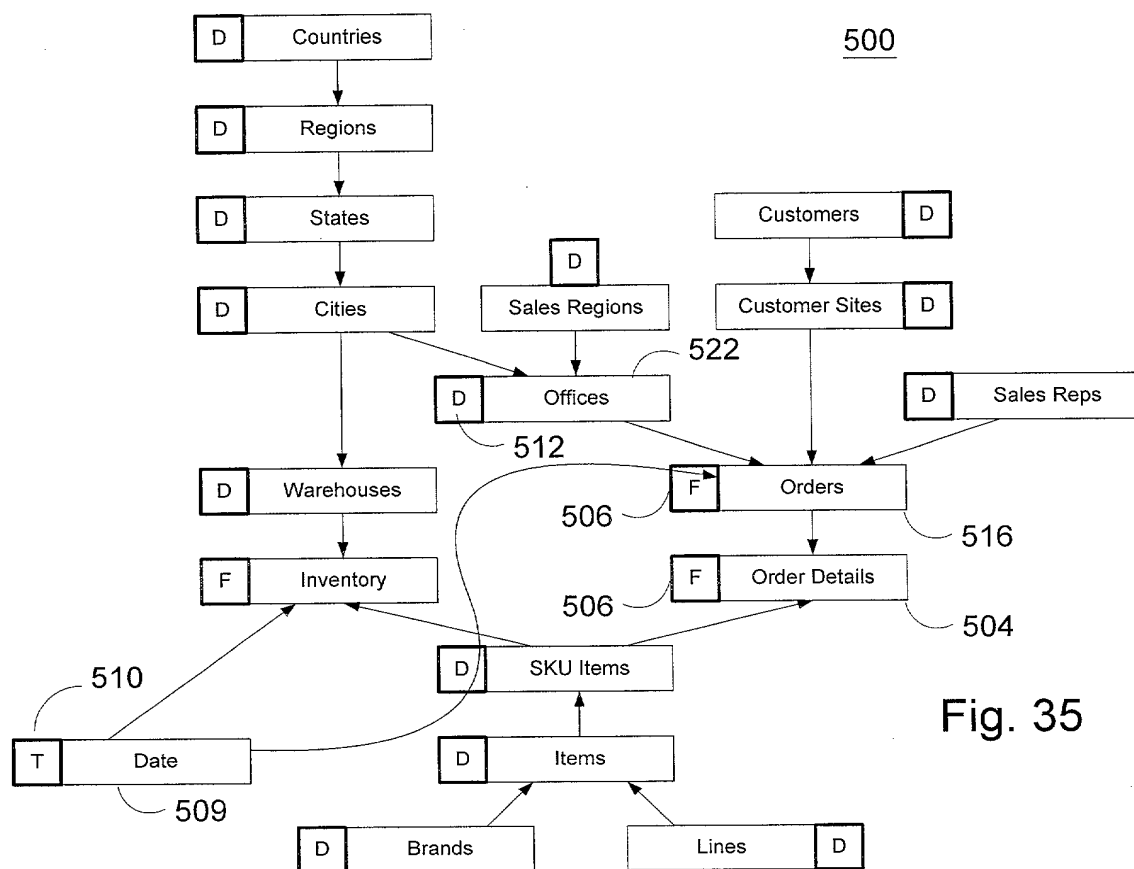 D Countries
500
D Regions
D States
Customers D
D
D Cities
Sales Regions
Customer Sites D
522
D Offices
D Sales Reps
512
D Warehouses
F Orders
506
516
F Inventory
F Order Details
506
504
D SKU Items
510
Fig. 35
T Date
D Items
509
D Brands
Lines D